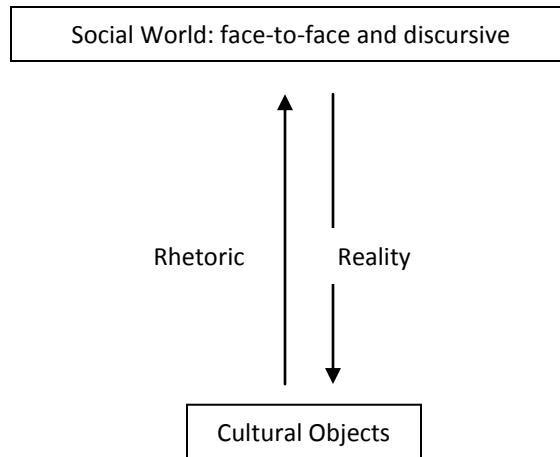 Social World: face-to-face and discursive
Rhetoric
Reality
Cultural Objects